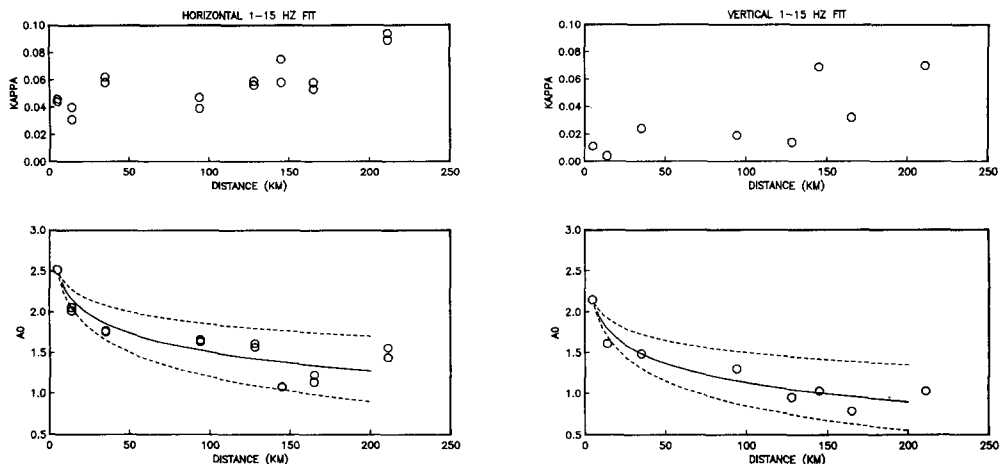 HORIZONTAL 1-15 HZ FIT
0.10
0.08
0.06
0.04
0.02
0.00
KAPPA
0 50 100 150 200 250
DISTANCE (KM)
VERTICAL 1-15 HZ FIT
0.10
0.08
0.06
0.04
0.02
0.00
KAPPA
0 50 100 150 200 250
DISTANCE (KM)
3.0
2.5
2.0
1.5
1.0
0.5
A0
0 50 100 150 200 250
DISTANCE (KM)
3.0
2.5
2.0
1.5
1.0
0.5
A0
0 50 100 150 200 250
DISTANCE (KM)